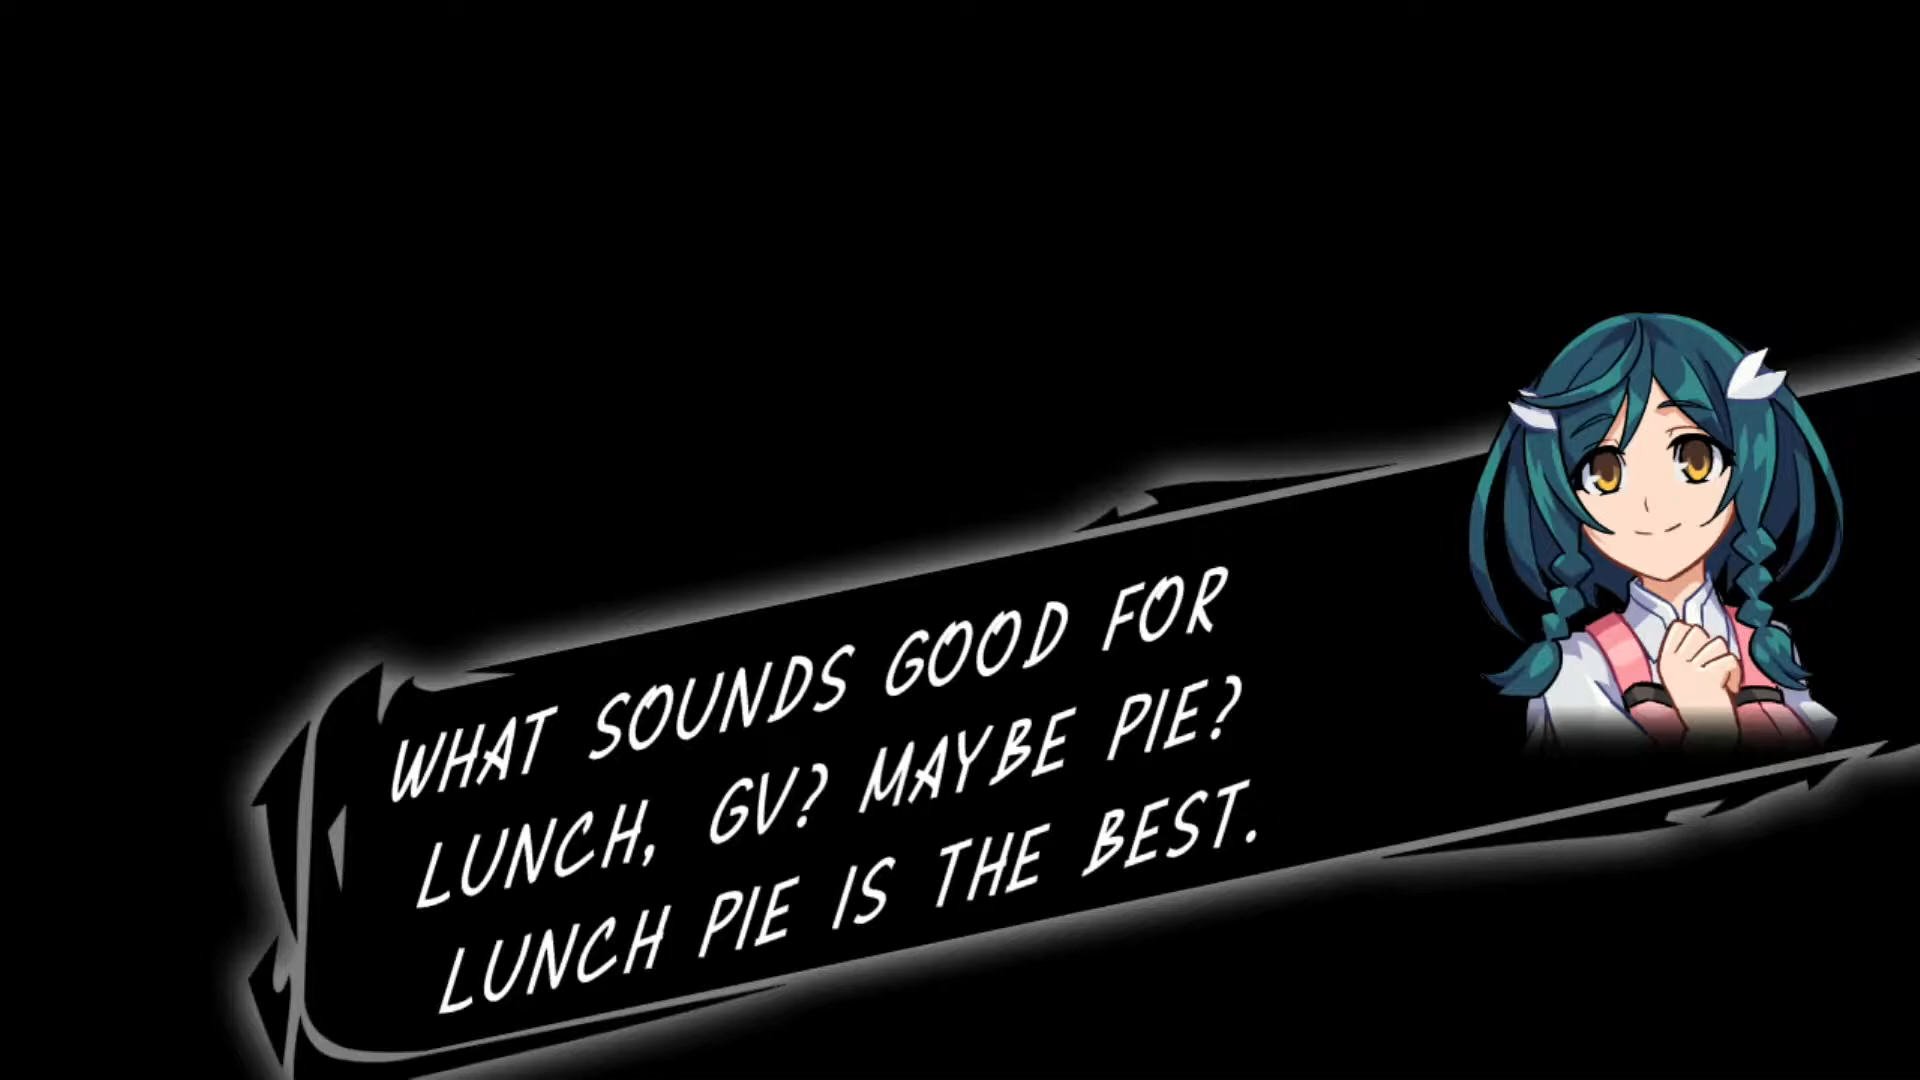 WHAT SOUNDS GOOD FOR
LUNCH, GV? MAYBE PIE?
LUNCH PIE IS THE BEST.